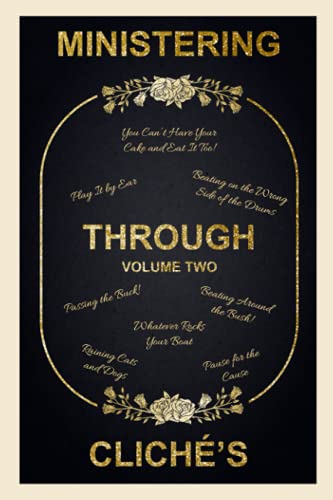 MINISTERING
You Can't Have Your
Cake and Eat It Too!
Play It by Ear
Beating on the Wrong
Side of the Drums
THROUGH
VOLUME TWO
Passing the Buck!
Beating Around
the Bush!
Whatever Rocks
Your Boat
Raining Cats
and Dogs
Pause for the
Cause
CLICHÉ'S